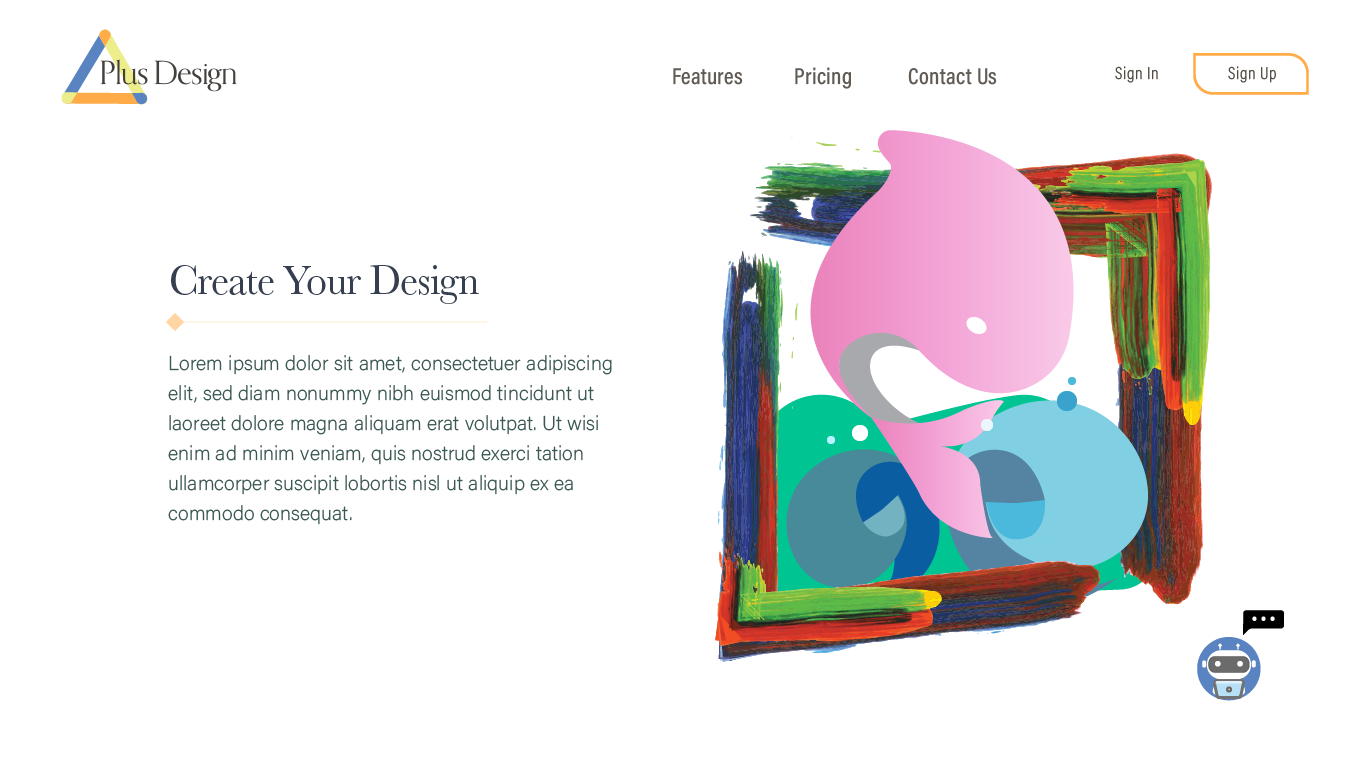 Plus Design
Features Pricing Contact Us Sign In Sign Up
Create Your Design
Lorem ipsum dolor sit amet, consectetuer adipiscing
elit, sed diam nonummy nibh euismod tincidunt ut
laoreet dolore magna aliquam erat volutpat. Ut wisi
enim ad minim veniam, quis nostrud exerci tation
ullamcorper suscipit lobortis nisl ut aliquip ex ea
commodo consequat.